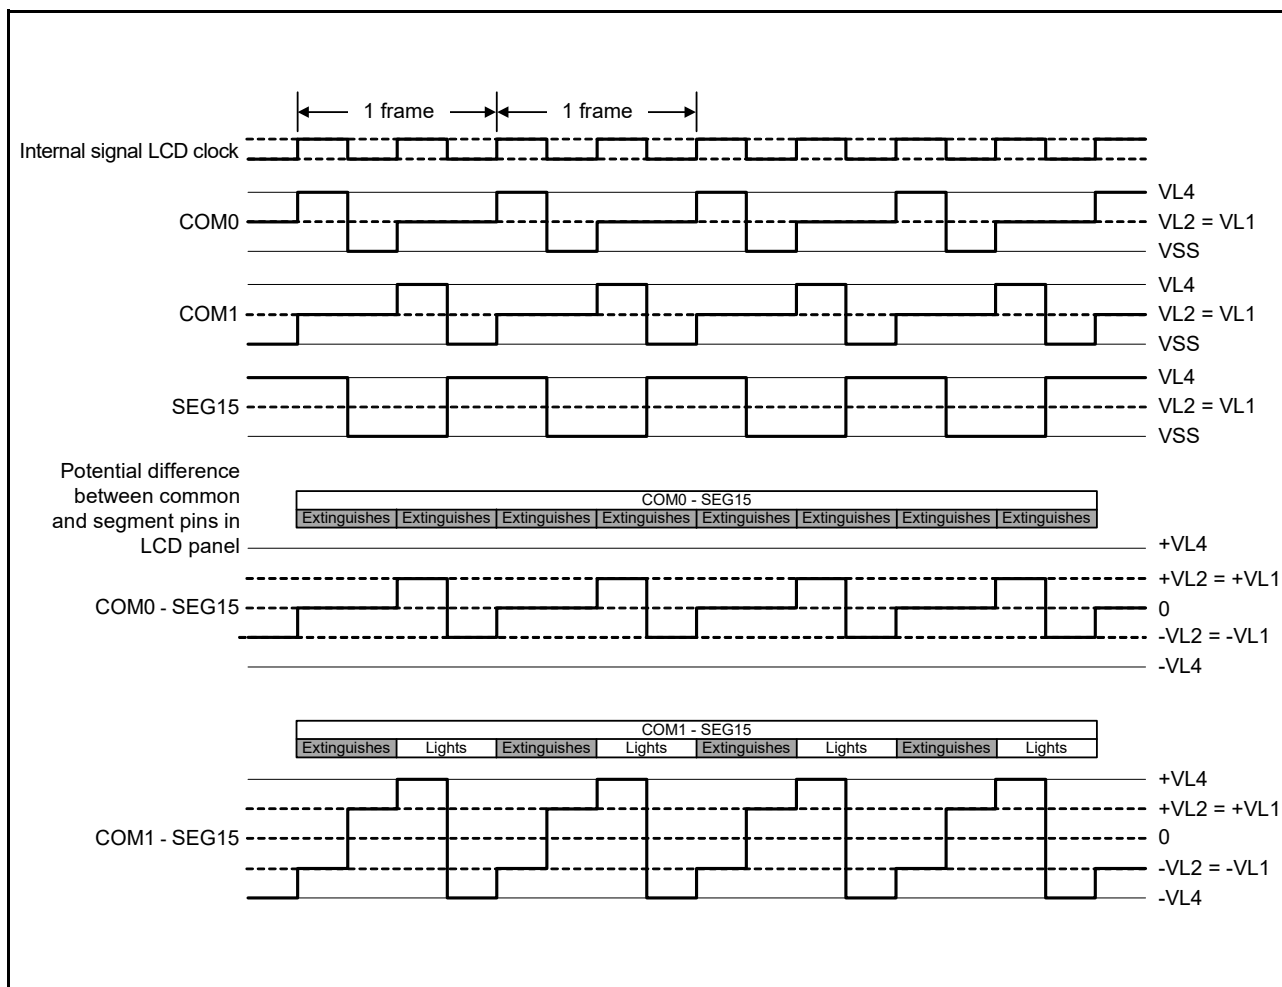 1 frame 1 frame
Internal signal LCD clock
VL4
COM0 VL2 = VL1
VSS
VL4
COM1 VL2 = VL1
VSS
VL4
SEG15 VL2 = VL1
VSS
Potential difference
between common
and segment pins in
LCD panel
COM0 - SEG15
Extinguishes Extinguishes Extinguishes Extinguishes Extinguishes Extinguishes Extinguishes Extinguishes
+VL4
+VL2 = +VL1
COM0 - SEG15 0
-VL2 = -VL1
-VL4
COM1 - SEG15
Extinguishes Lights Extinguishes Lights Extinguishes Lights Extinguishes Lights
+VL4
+VL2 = +VL1
COM1 - SEG15 0
-VL2 = -VL1
-VL4